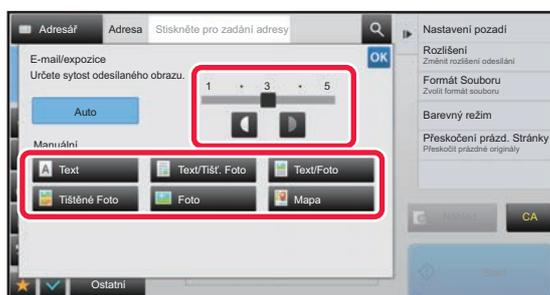 Adresář
Adresa
Stiskněte pro zadání adresy
E-mail/expozice
OK
Určete sytost odesílaného obrazu.
1 • 3 • 5
Auto
Manuální
Text
Text/Tišť. Foto
Text/Foto
Tištěné Foto
Foto
Mapa
Ostatní
Nastavení pozadí
Rozlišení
Změnit rozlišení odesílání
Formát Souboru
Zvolit formát souboru
Barevný režim
Přeskočení prázd. Stránky
Přeskočit prázdné originály
Náhled
CA
Start